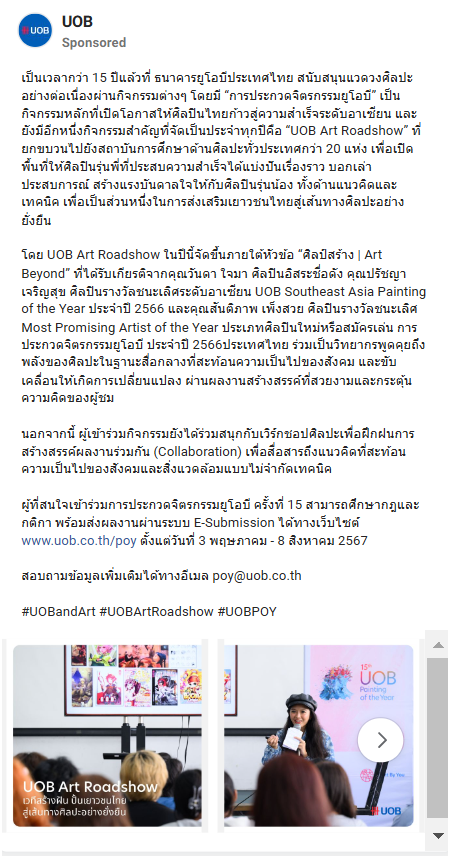 UOB
UOB
Sponsored
เป็นเวลากว่า 15 ปีแล้วที่ ธนาคารยูโอบีประเทศไทย สนับสนุนแวดวงศิลปะ
อย่างต่อเนื่องผ่านกิจกรรมต่างๆ โดยมี “การประกวดจิตรกรรมยูโอบี” เป็น
กิจกรรมหลักที่เปิดโอกาสให้ศิลปินไทยก้าวสู่ความสำเร็จระดับอาเซียน และ
ยังมีอีกหนึ่งกิจกรรมสำคัญที่จัดเป็นประจำทุกปีคือ “UOB Art Roadshow” ที่
ยกขบวนไปยังสถาบันการศึกษาด้านศิลปะทั่วประเทศกว่า 20 แห่ง เพื่อเปิด
พื้นที่ให้ศิลปินรุ่นพี่ที่ประสบความสำเร็จได้แบ่งปันเรื่องราว บอกเล่า
ประสบการณ์ สร้างแรงบันดาลใจให้กับศิลปินรุ่นน้อง ทั้งด้านแนวคิดและ
เทคนิค เพื่อเป็นส่วนหนึ่งในการส่งเสริมเยาวชนไทยสู่เส้นทางศิลปะอย่าง
ยั่งยืน
โดย UOB Art Roadshow ในปีนี้จัดขึ้นภายใต้หัวข้อ “ศิลป์สร้าง | Art
Beyond” ที่ได้รับเกียรติจากคุณวันดา ใจมา ศิลปินอิสระชื่อดัง คุณปรัชญา
เจริญสุข ศิลปินรางวัลชนะเลิศระดับอาเซียน UOB Southeast Asia Painting
of the Year ประจำปี 2566 และคุณสันติภาพ เพ็งสวย ศิลปินรางวัลชนะเลิศ
Most Promising Artist of the Year ประเภทศิลปินใหม่หรือสมัครเล่น การ
ประกวดจิตรกรรมยูโอบี ประจำปี 2566ประเทศไทย ร่วมเป็นวิทยากรพูดคุยถึง
พลังของศิลปะในฐานะสื่อกลางที่สะท้อนความเป็นไปของสังคม และขับ
เคลื่อนให้เกิดการเปลี่ยนแปลง ผ่านผลงานสร้างสรรค์ที่สวยงามและกระตุ้น
ความคิดของผู้ชม
นอกจากนี้ ผู้เข้าร่วมกิจกรรมยังได้ร่วมสนุกกับเวิร์กชอปศิลปะเพื่อฝึกฝนการ
สร้างสรรค์ผลงานร่วมกัน (Collaboration) เพื่อสื่อสารถึงแนวคิดที่สะท้อน
ความเป็นไปของสังคมและสิ่งแวดล้อมแบบไม่จำกัดเทคนิค
ผู้ที่สนใจเข้าร่วมการประกวดจิตรกรรมยูโอบี ครั้งที่ 15 สามารถศึกษากฎและ
กติกา พร้อมส่งผลงานผ่านระบบ E-Submission ได้ทางเว็บไซต์
www.uob.co.th/poy ตั้งแต่วันที่ 3 พฤษภาคม - 8 สิงหาคม 2567
สอบถามข้อมูลเพิ่มเติมได้ทางอีเมล poy@uob.co.th
#UOBandArt #UOBArtRoadshow #UOBPOY
UOB Art Roadshow
เวทีสร้างฝัน ปั้นเยาวชนไทย
สู่เส้นทางศิลปะอย่างยั่งยืน
15th
UOB
Painting
of the Year
Art By You
UOB